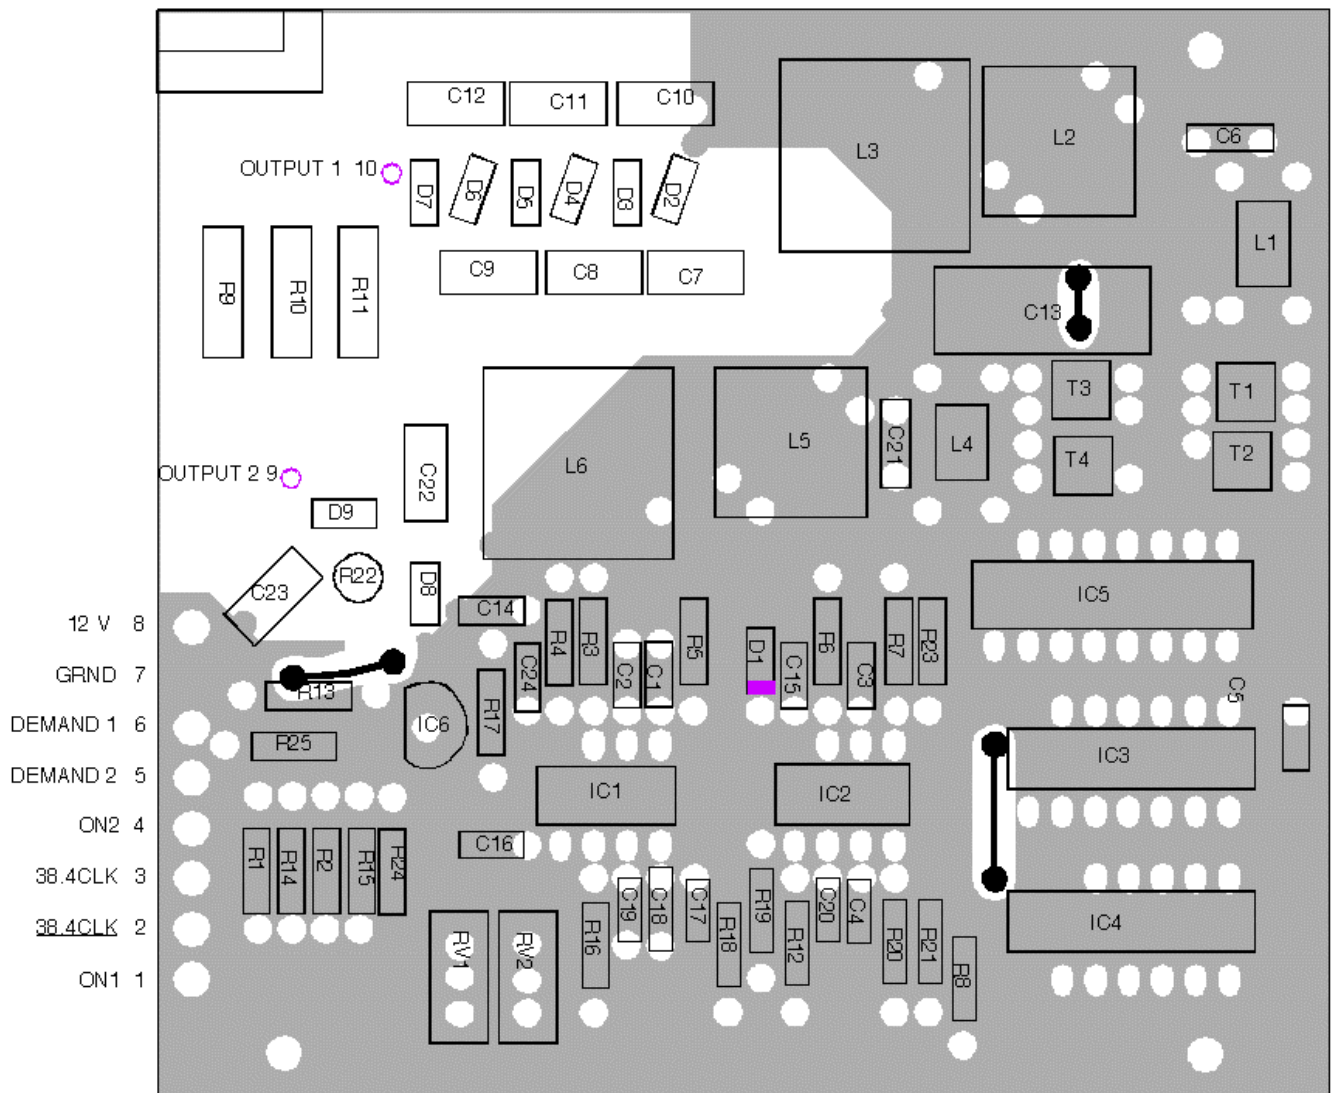 C12 C11 C10
C6
L3 L2
OUTPUT 1 10
D7 D6 D5 D4 D3 D2
L1
C9 C8 C7
R9 R10 R11
C13
T3 T1
L6 L5 C21 L4 T4 T2
OUTPUT 2 9
C22
D9
C23 R22 D8
IC5
12 V 8
C14
R4 R3 R5 R6 R7 R23
GRND 7
R13
C24 C2 C1 D1 C15 C3
C5
DEMAND 1 6
IC6 R17
R25
IC3
DEMAND 2 5
IC1 IC2
ON2 4
C16
38.4CLK 3
R1 R14 R2 R15 R24
C19 C18 C17 R19 C20 C4
38.4CLK 2
IC4
RV1 RV2 R16 R18 R12 R20 R21 R8
ON1 1